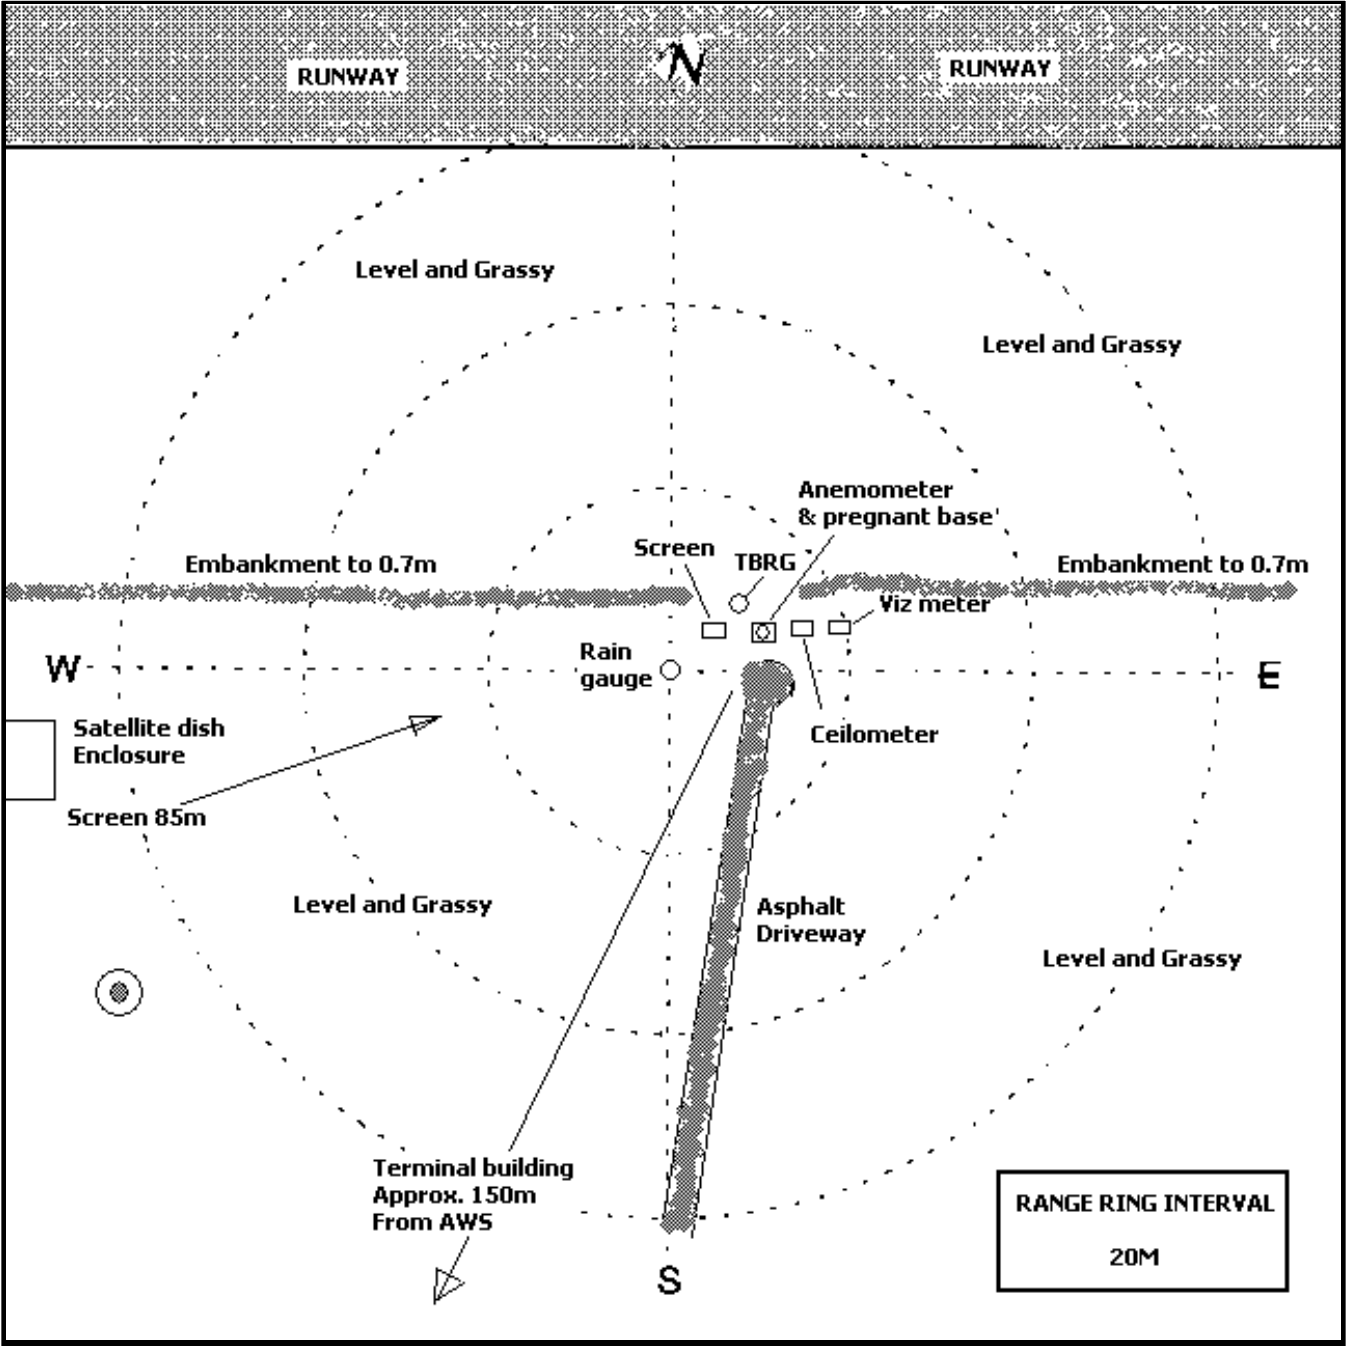 N
RUNWAY
RUNWAY
Level and Grassy
Level and Grassy
Anemometer
& pregnant base'
Screen
TBRG
Embankment to 0.7m
Embankment to 0.7m
Viz meter
Rain
gauge
W
E
Satellite dish
Enclosure
Ceilometer
Screen 85m
Level and Grassy
Asphalt
Driveway
Level and Grassy
Terminal building
Approx. 150m
From AWS
RANGE RING INTERVAL
20M
S